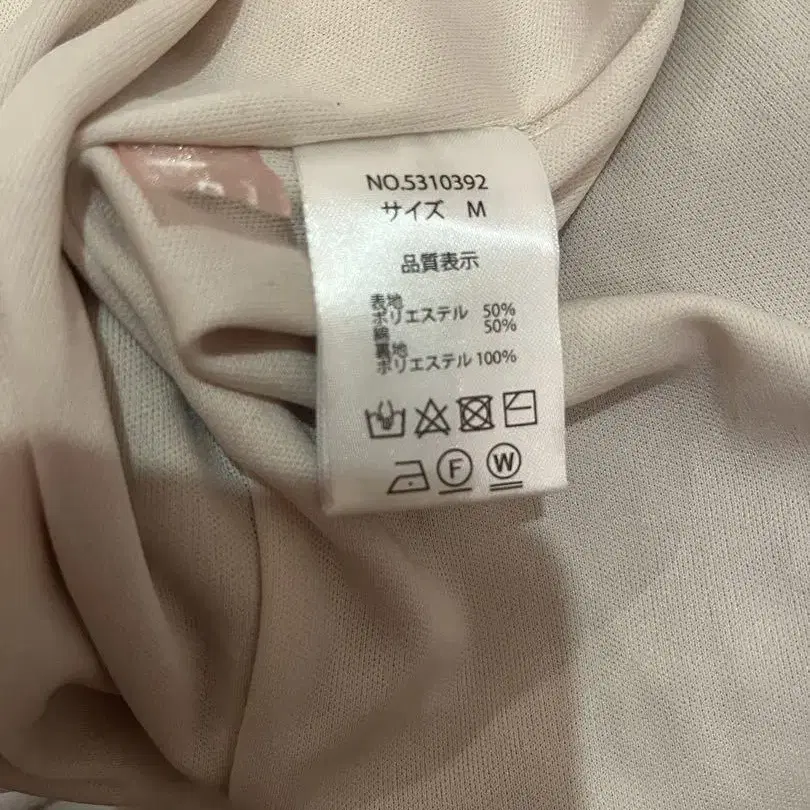 NO.5310392
サイズ M
品質表示
表地
ポリエステル 50%
綿 50%
裏地
ポリエステル 100%
F W